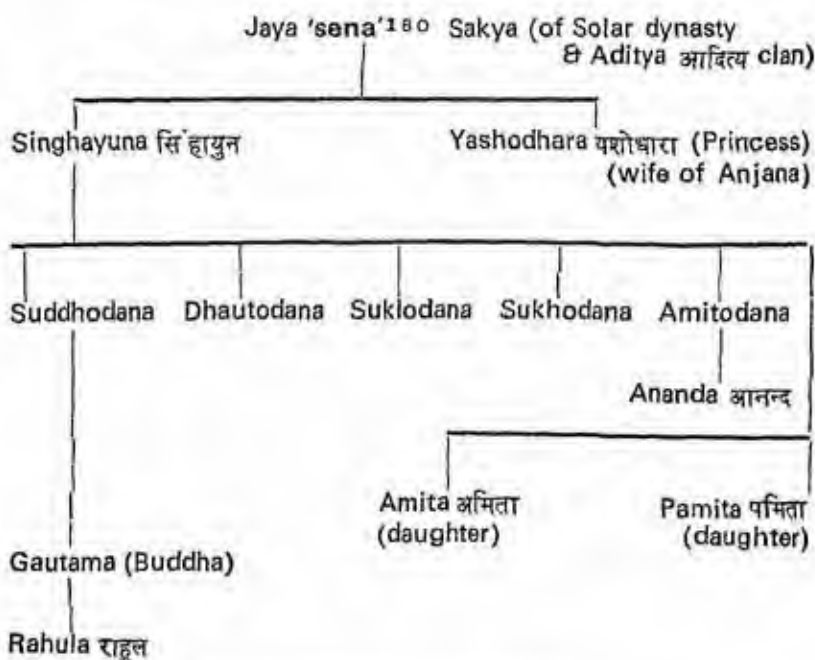 Jaya 'sena'180 Sakya (of Solar dynasty
& Aditya आदित्य clan)
Singhayuna सिंहायुन
Yashodhara यशोधारा (Princess)
(wife of Anjana)
Suddhodana Dhautodana Suklodana Sukhodana Amitodana
Ananda आनन्द
Amita अमिता
(daughter)
Pamita पमिता
(daughter)
Gautama (Buddha)
Rahula राहूल